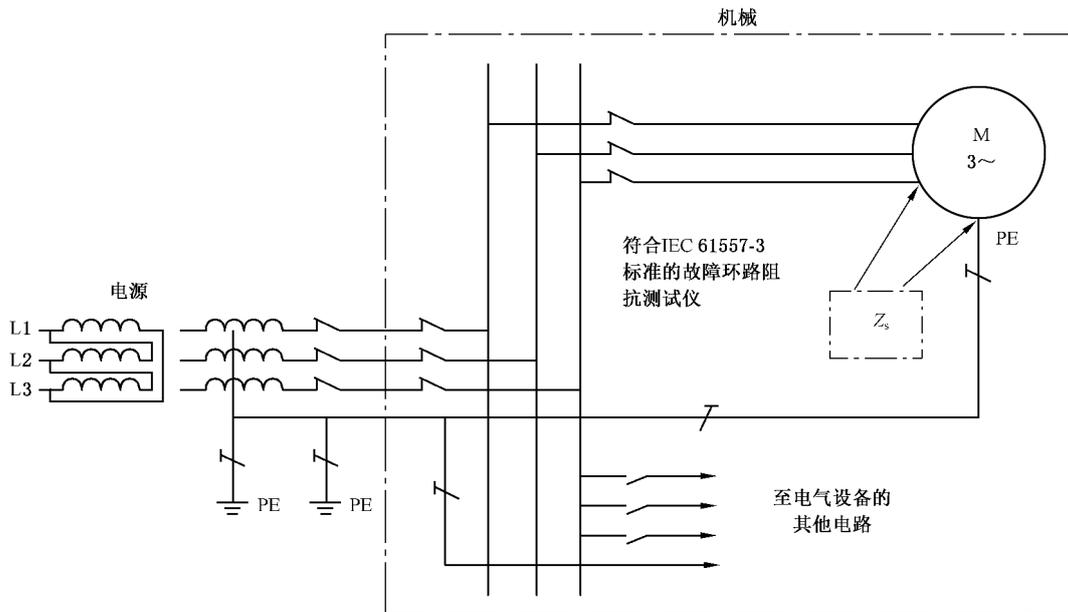 机械
M
3~
符合IEC 61557-3
标准的故障环路阻
抗测试仪
PE
Zs
电源
L1
L2
L3
PE
PE
至电气设备的
其他电路